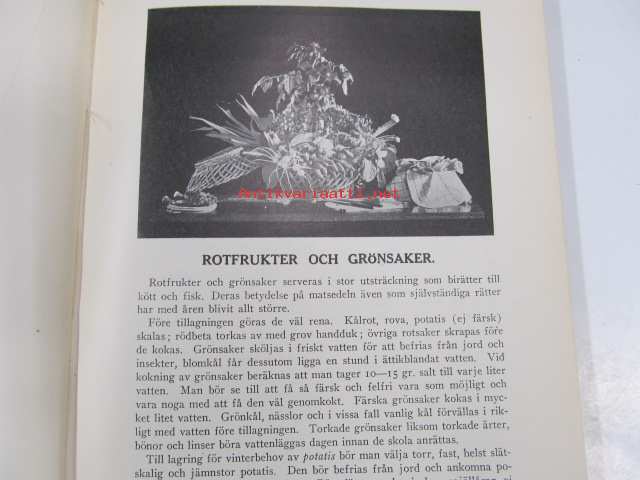 Antikvariaatti.net
ROTFRUKTER OCH GRÖNSAKER.
Rotfrukter och grönsaker serveras i stor utsträckning som birätter till
kött och fisk. Deras betydelse på matsedeln även som självständiga rätter
har med åren blivit allt större.
Före tillagningen göras de väl rena. Kålrot, rova, potatis (ej färsk)
skalas; rödbeta torkas av med grov handduk; övriga rotsaker skrapas före
de kokas. Grönsaker sköljas i friskt vatten för att befrias från jord och
insekter, blomkål får dessutom ligga en stund i ättikblandat vatten. Vid
kokning av grönsaker beräknas att man tager 10—15 gr. salt till varje liter
vatten. Man bör se till att få så färsk och felfri vara som möjligt och
vara noga med att få den väl genomkokt. Färska grönsaker kokas i myc-
ket litet vatten. Grönkål, nässlor och i vissa fall vanlig kål förvällas i rik-
ligt med vatten före tillagningen. Torkade grönsaker liksom torkade ärter,
bönor och linser böra vattenläggas dagen innan de skola anrättas.
Till lagring för vinterbehov av potatis bör man välja torr, fast, helst slät-
skalig och jämnstor potatis. Den bör befrias från jord och ankomna po-